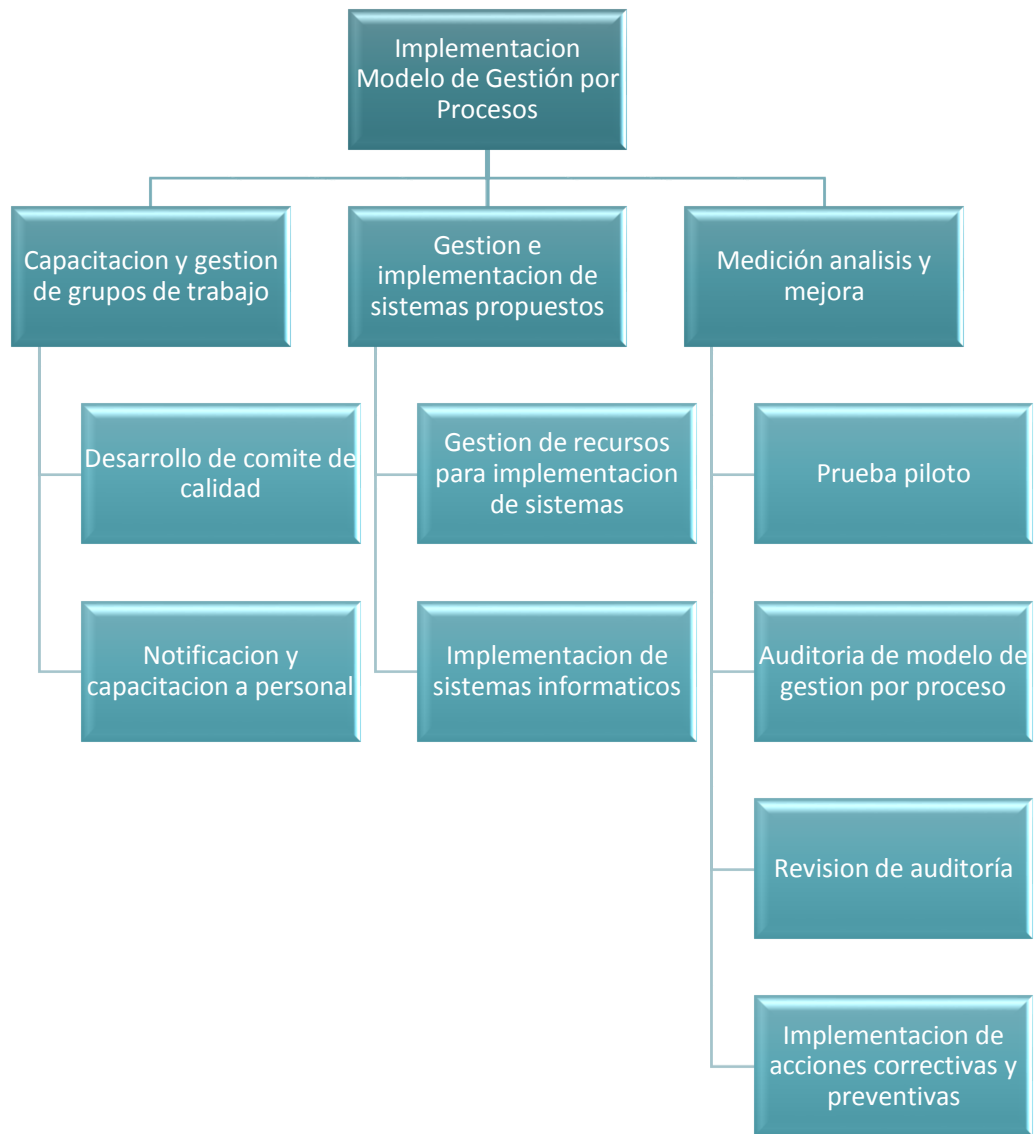 Implementacion
Modelo de Gestión por
Procesos
Capacitacion y gestion
de grupos de trabajo
Gestion e
implementacion de
sistemas propuestos
Medición analisis y
mejora
Desarrollo de comite de
calidad
Gestion de recursos
para implementacion
de sistemas
Prueba piloto
Notificacion y
capacitacion a personal
Implementacion de
sistemas informaticos
Auditoria de modelo de
gestion por proceso
Revision de auditoría
Implementacion de
acciones correctivas y
preventivas